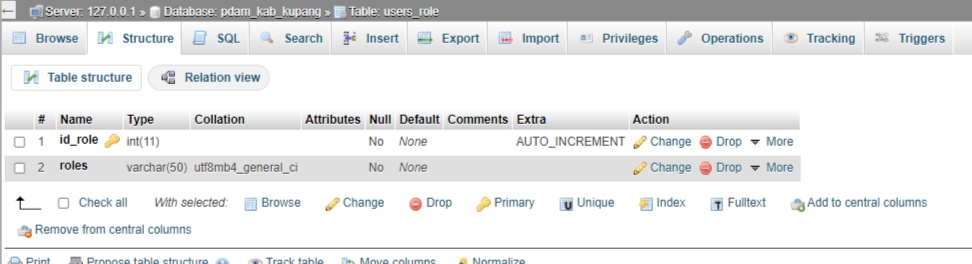 Server: 127.0.0.1 » Database: pdam_kab_kupang » Table: users_role
Browse Structure SQL Search Insert Export Import Privileges Operations Tracking Triggers
Table structure Relation view
# Name Type Collation Attributes Null Default Comments Extra Action
1 id_role int(11) No None AUTO_INCREMENT Change Drop More
2 roles varchar(50) utf8mb4_general_ci No None Change Drop More
Check all With selected: Browse Change Drop Primary Unique Index Fulltext Add to central columns
Remove from central columns
Print Propose table structure Track table Move columns Normalize